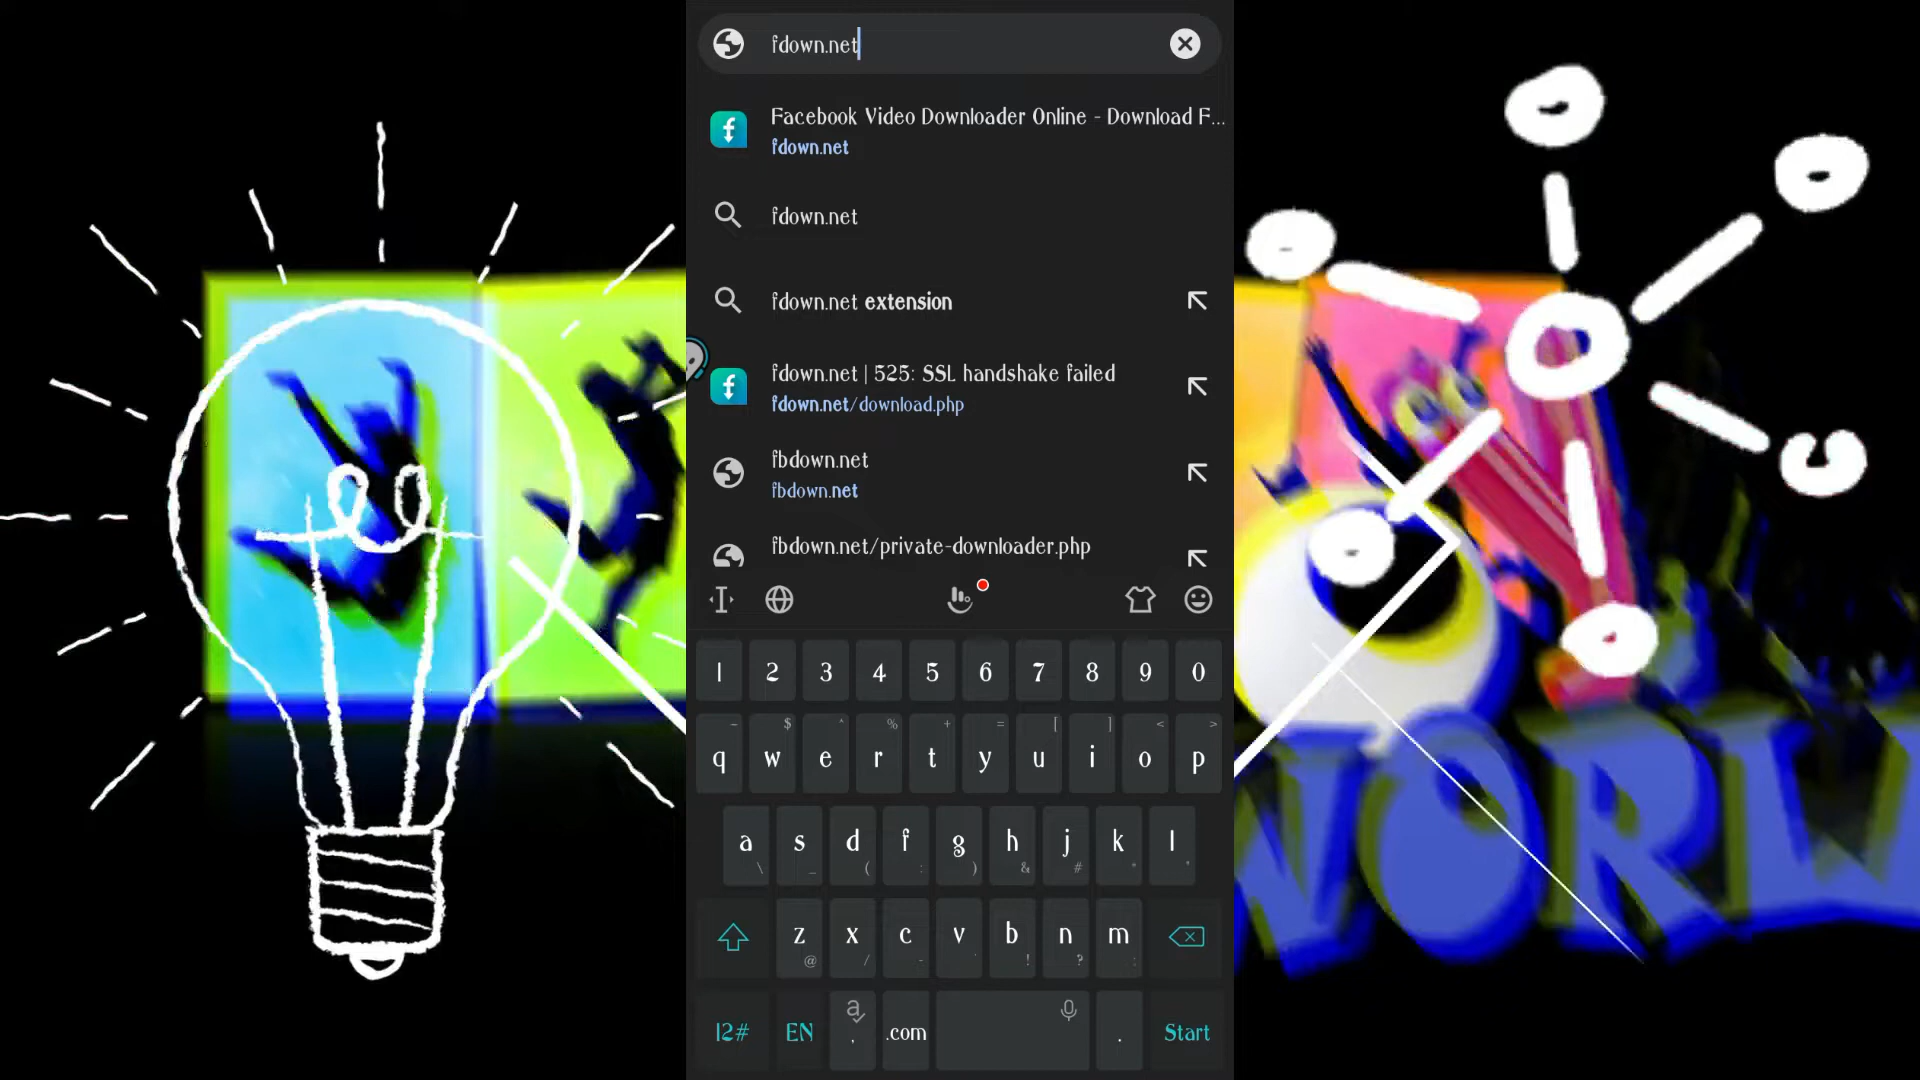 fdown.net
Facebook Video Downloader Online - Download F...
fdown.net
fdown.net
fdown.net extension
fdown.net | 525: SSL handshake failed
fdown.net/download.php
fbdown.net
fbdown.net
fbdown.net/private-downloader.php
1 2 3 4 5 6 7 8 9 0
~ $ ^ % + = [ ] < >
q w e r t y u i o p
a s d f g h j k l
\ _ ( : ) & # * "
z x c v b n m
@ / - ' ! ? ;
12# EN , .com . Start
WORL